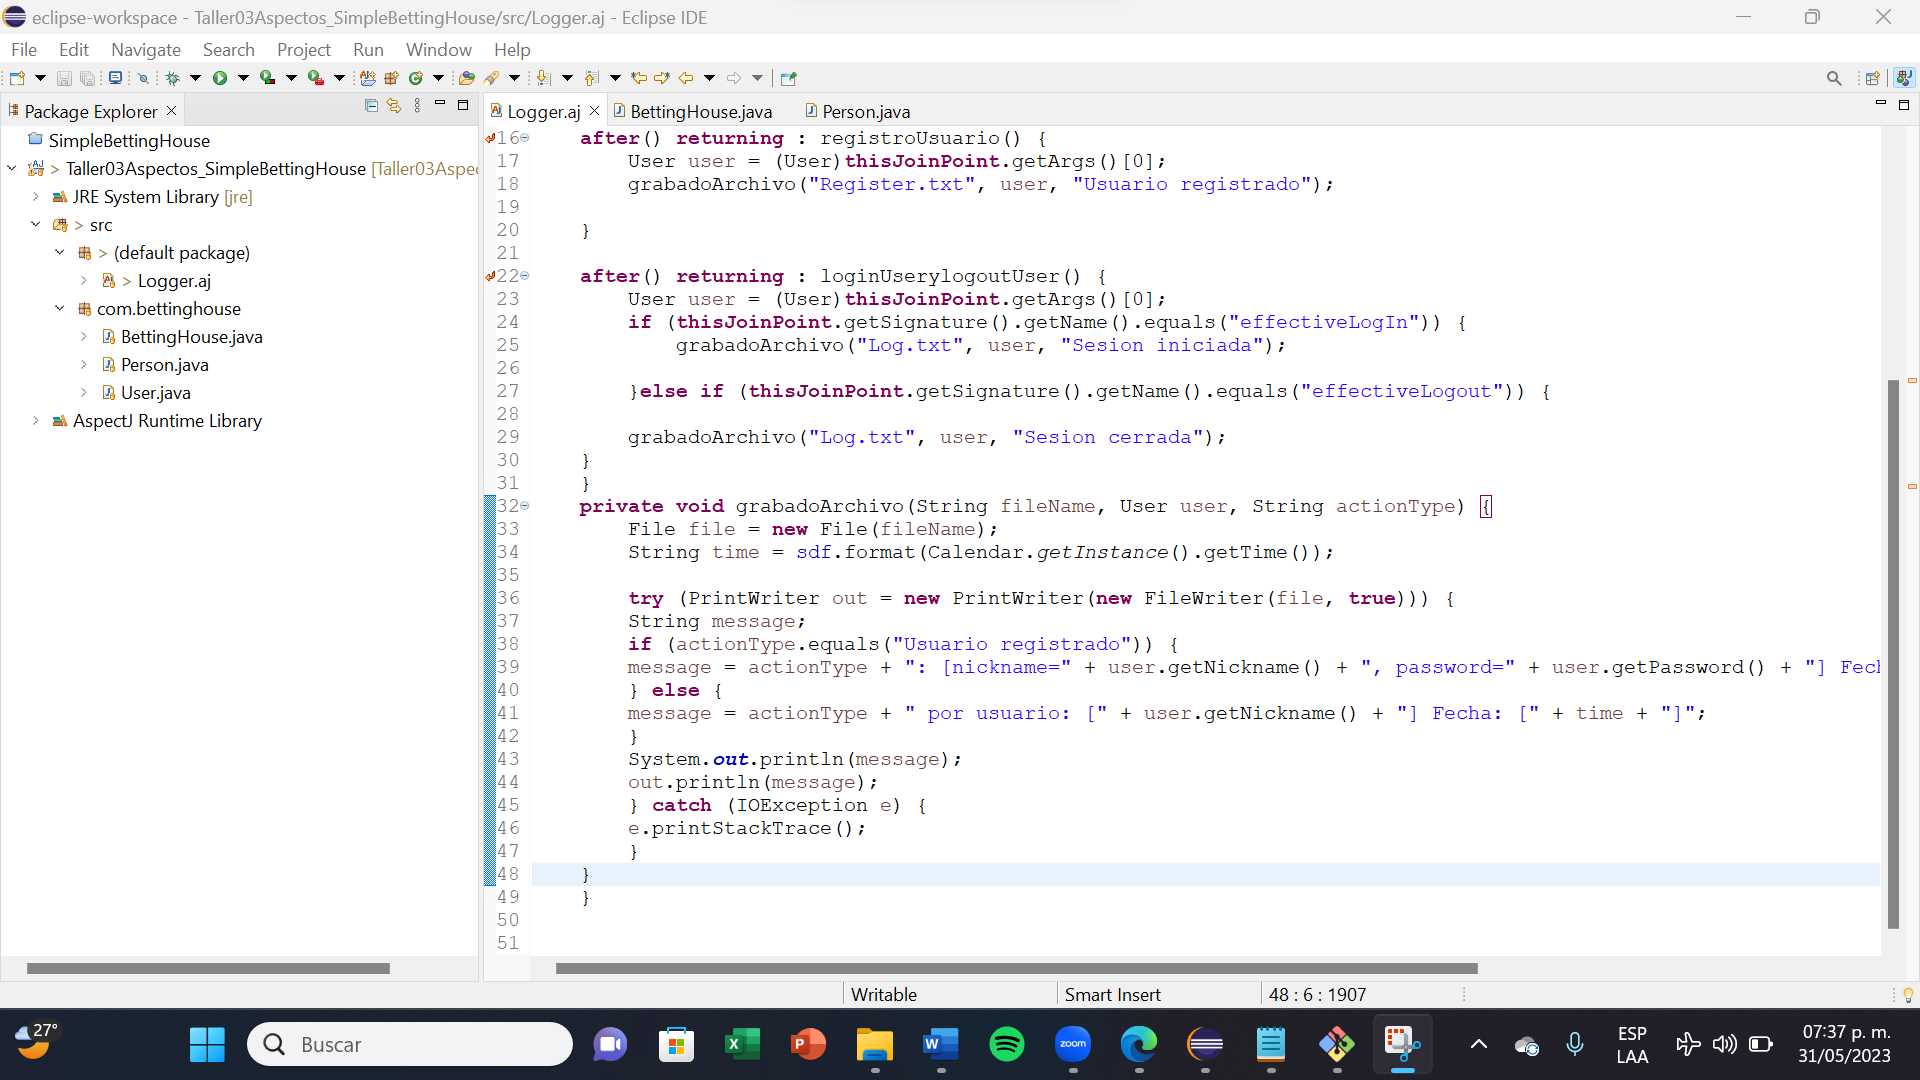 eclipse-workspace - Taller03Aspectos_SimpleBettingHouse/src/Logger.aj - Eclipse IDE
File Edit Navigate Search Project Run Window Help
Package Explorer
SimpleBettingHouse
> Taller03Aspectos_SimpleBettingHouse [Taller03Aspec
JRE System Library [jre]
> src
> (default package)
> Logger.aj
com.bettinghouse
BettingHouse.java
Person.java
User.java
AspectJ Runtime Library
Logger.aj BettingHouse.java Person.java
16 after() returning : registroUsuario() {
17 User user = (User)thisJoinPoint.getArgs()[0];
18 grabadoArchivo("Register.txt", user, "Usuario registrado");
19
20 }
21
22 after() returning : loginUserylogoutUser() {
23 User user = (User)thisJoinPoint.getArgs()[0];
24 if (thisJoinPoint.getSignature().getName().equals("effectiveLogIn")) {
25 grabadoArchivo("Log.txt", user, "Sesion iniciada");
26
27 }else if (thisJoinPoint.getSignature().getName().equals("effectiveLogout")) {
28
29 grabadoArchivo("Log.txt", user, "Sesion cerrada");
30 }
31 }
32 private void grabadoArchivo(String fileName, User user, String actionType) {
33 File file = new File(fileName);
34 String time = sdf.format(Calendar.getInstance().getTime());
35
36 try (PrintWriter out = new PrintWriter(new FileWriter(file, true))) {
37 String message;
38 if (actionType.equals("Usuario registrado")) {
39 message = actionType + ": [nickname=" + user.getNickname() + ", password=" + user.getPassword() + "] Fech
40 } else {
41 message = actionType + " por usuario: [" + user.getNickname() + "] Fecha: [" + time + "]";
42 }
43 System.out.println(message);
44 out.println(message);
45 } catch (IOException e) {
46 e.printStackTrace();
47 }
48 }
49 }
50
51
Writable Smart Insert 48 : 6 : 1907
27°
Buscar
zoom
ESP
LAA
07:37 p. m.
31/05/2023